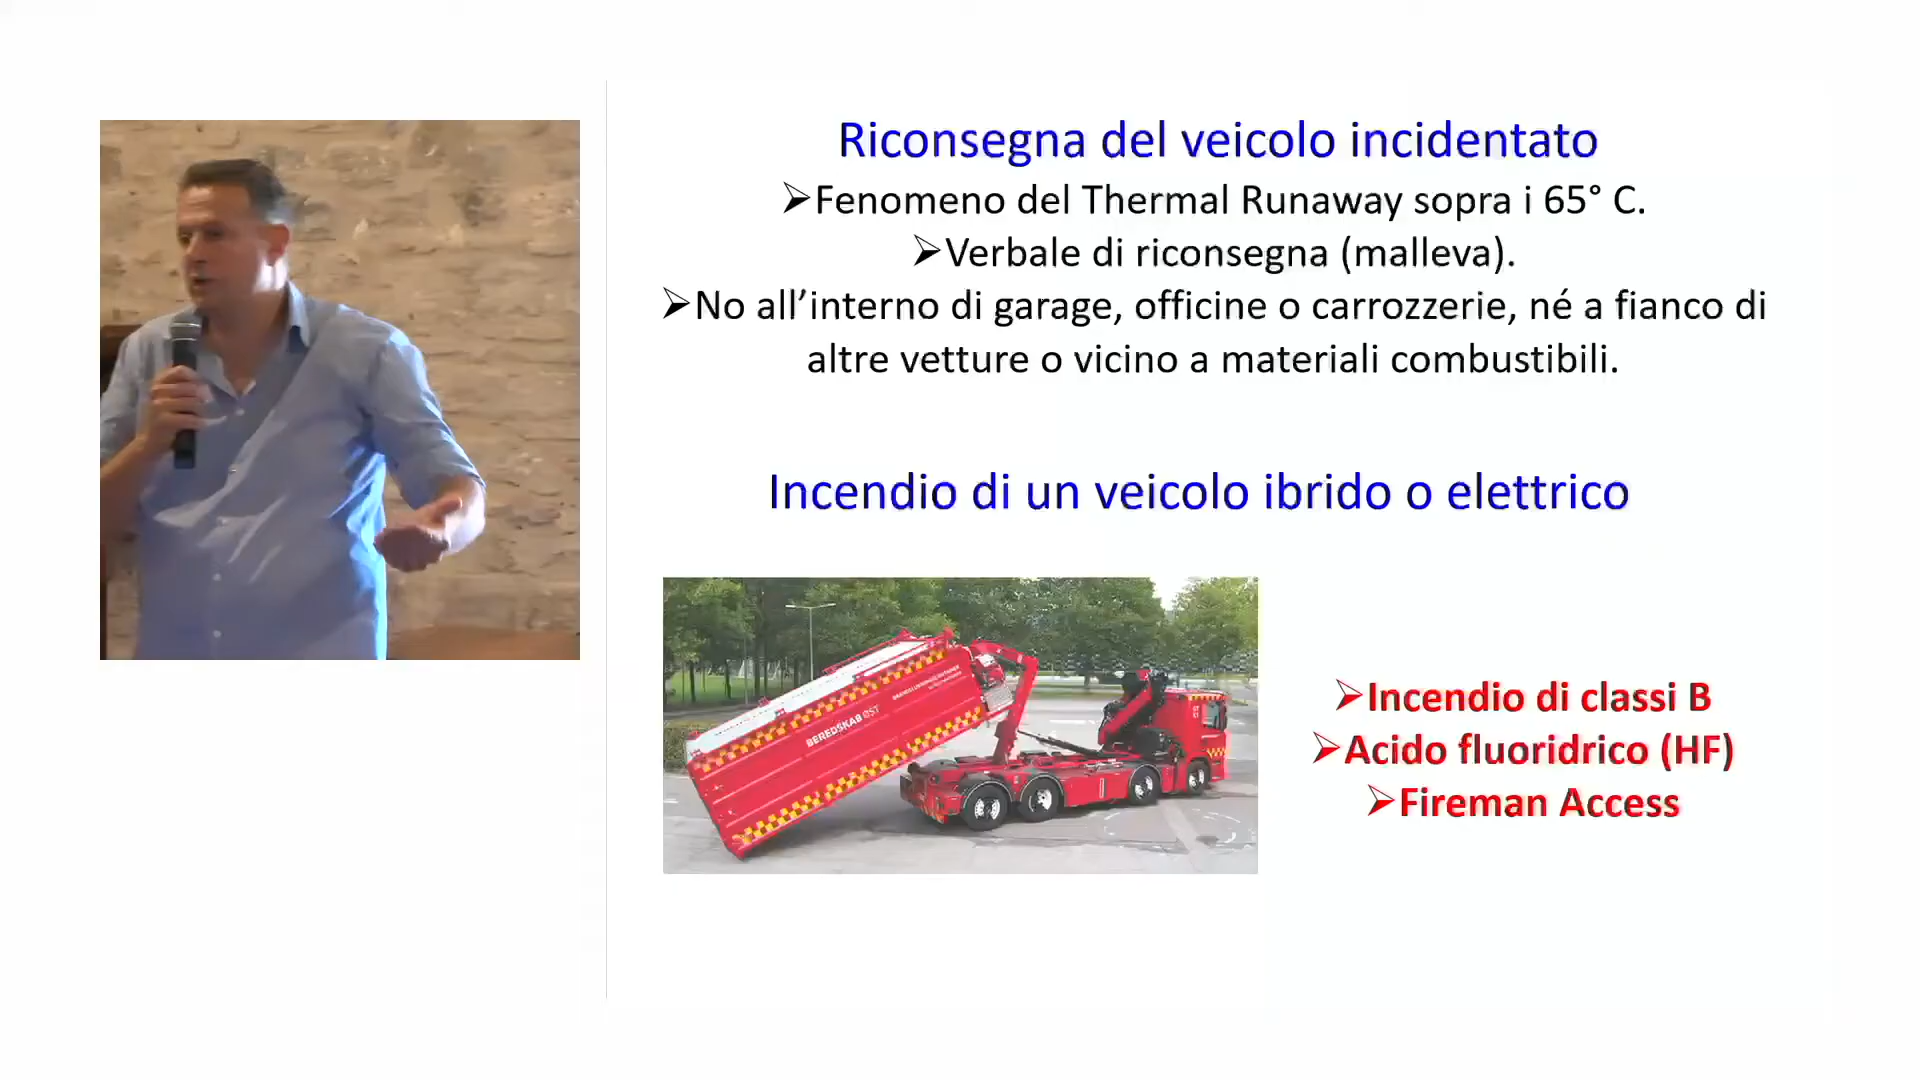 Riconsegna del veicolo incidentato
➢Fenomeno del Thermal Runaway sopra i 65° C.
➢Verbale di riconsegna (malleva).
➢No all’interno di garage, officine o carrozzerie, né a fianco di
altre vetture o vicino a materiali combustibili.
Incendio di un veicolo ibrido o elettrico
BEREDSKAB ØST
➢Incendio di classi B
➢Acido fluoridrico (HF)
➢Fireman Access